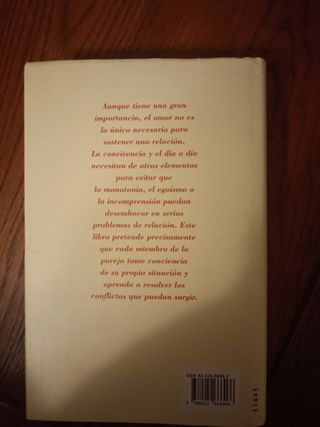 Aunque tiene una gran
importancia, el amor no es
lo único necesario para
sostener una relación.
La convivencia y el día a día
necesitan de otros elementos
para evitar que
la monotonía, el egoísmo o
la incomprensión puedan
desembocar en serios
problemas de relación. Este
libro pretende precisamente
que cada miembro de la
pareja tome conciencia
de su propia situación y
aprenda a resolver los
conflictos que puedan surgir.
31443